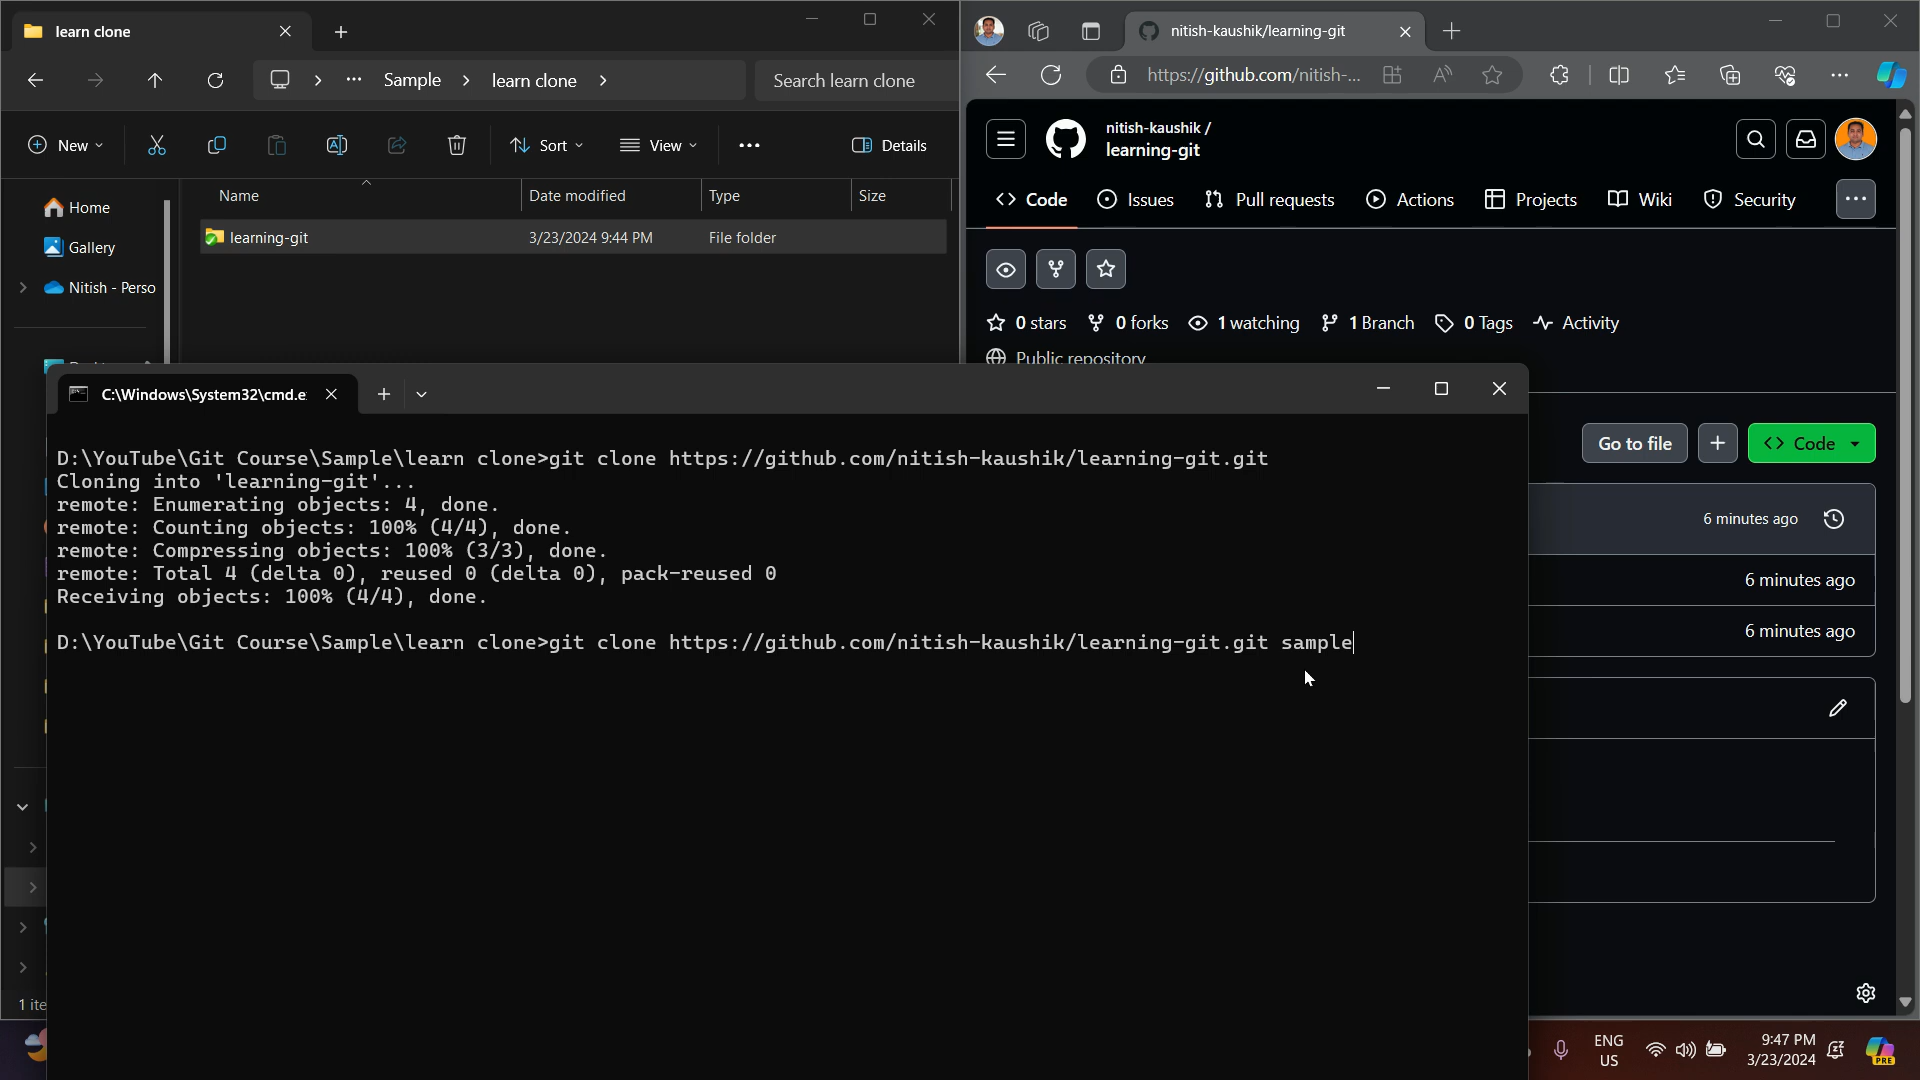 learn clone
Sample
learn clone
Search learn clone
New
Sort
View
Details
Name
Date modified
Type
Size
Home
learning-git
3/23/2024 9:44 PM
File folder
Gallery
Nitish - Perso
1 ite
nitish-kaushik/learning-git
https://github.com/nitish-...
nitish-kaushik /
learning-git
Code
Issues
Pull requests
Actions
Projects
Wiki
Security
0 stars
0 forks
1 watching
1 Branch
0 Tags
Activity
Public repository
Go to file
Code
6 minutes ago
6 minutes ago
6 minutes ago
C:\Windows\System32\cmd.e
D:\YouTube\Git Course\Sample\learn clone>git clone https://github.com/nitish-kaushik/learning-git.git
Cloning into 'learning-git'...
remote: Enumerating objects: 4, done.
remote: Counting objects: 100% (4/4), done.
remote: Compressing objects: 100% (3/3), done.
remote: Total 4 (delta 0), reused 0 (delta 0), pack-reused 0
Receiving objects: 100% (4/4), done.
D:\YouTube\Git Course\Sample\learn clone>git clone https://github.com/nitish-kaushik/learning-git.git sample
ENG
US
9:47 PM
3/23/2024
PRE